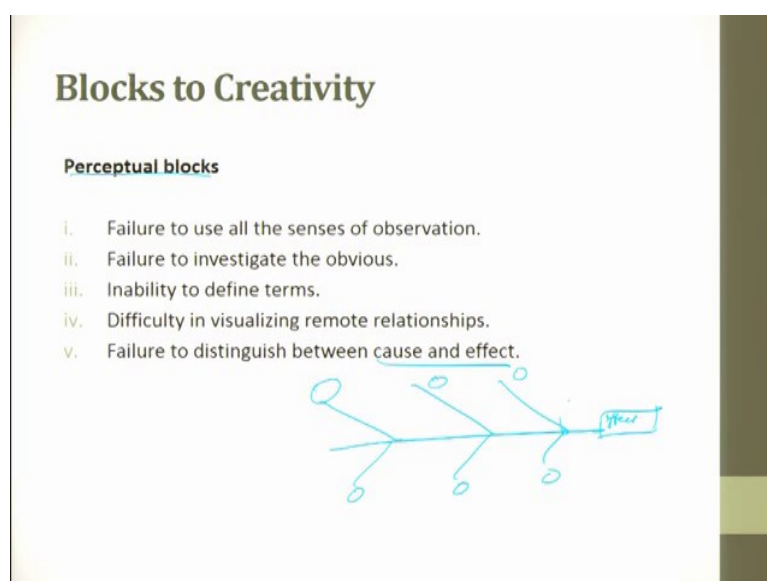 Blocks to Creativity
Perceptual blocks
i. Failure to use all the senses of observation.
ii. Failure to investigate the obvious.
iii. Inability to define terms.
iv. Difficulty in visualizing remote relationships.
v. Failure to distinguish between cause and effect.